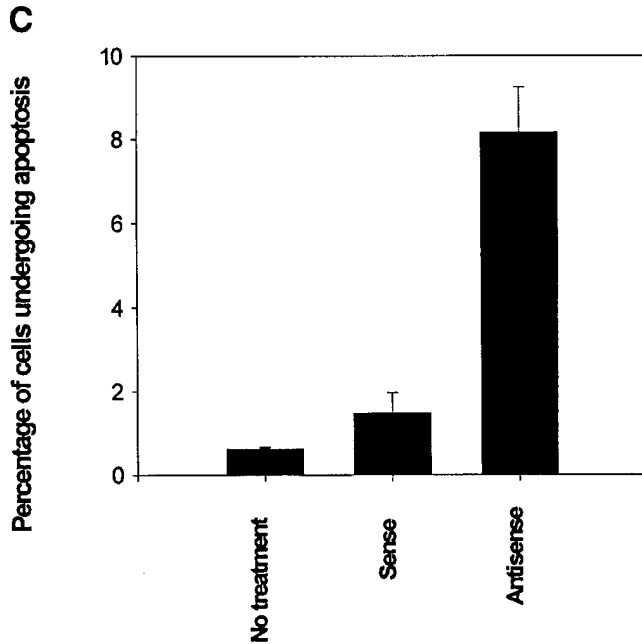 C
Percentage of cells undergoing apoptosis
10
8
6
4
2
0
No treatment
Sense
Antisense